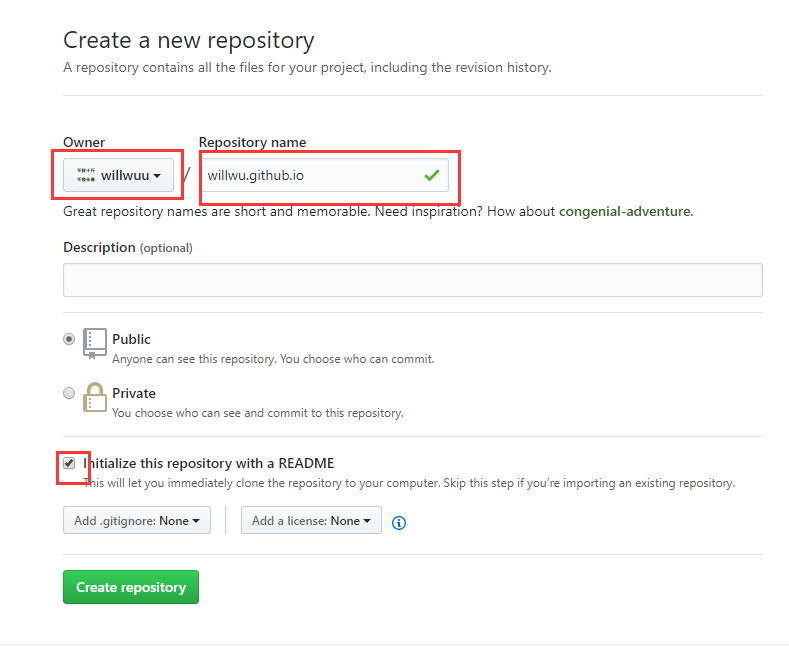 Create a new repository
A repository contains all the files for your project, including the revision history.
Owner
Repository name
willwuu
/
willwu.github.io
Great repository names are short and memorable. Need inspiration? How about congenial-adventure.
Description (optional)
Public
Anyone can see this repository. You choose who can commit.
Private
You choose who can see and commit to this repository.
Initialize this repository with a README
This will let you immediately clone the repository to your computer. Skip this step if you're importing an existing repository.
Add .gitignore: None
Add a license: None
Create repository